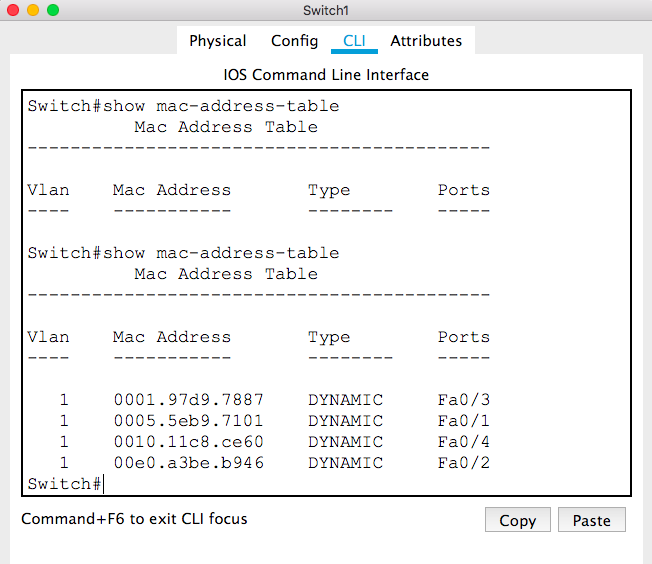 Switch1
Physical Config CLI Attributes
IOS Command Line Interface
Switch#show mac-address-table
Mac Address Table
-------------------------------------------
Vlan Mac Address Type Ports
---- ----------- -------- -----
Switch#show mac-address-table
Mac Address Table
-------------------------------------------
Vlan Mac Address Type Ports
---- ----------- -------- -----
1 0001.97d9.7887 DYNAMIC Fa0/3
1 0005.5eb9.7101 DYNAMIC Fa0/1
1 0010.11c8.ce60 DYNAMIC Fa0/4
1 00e0.a3be.b946 DYNAMIC Fa0/2
Switch#
Command+F6 to exit CLI focus Copy Paste